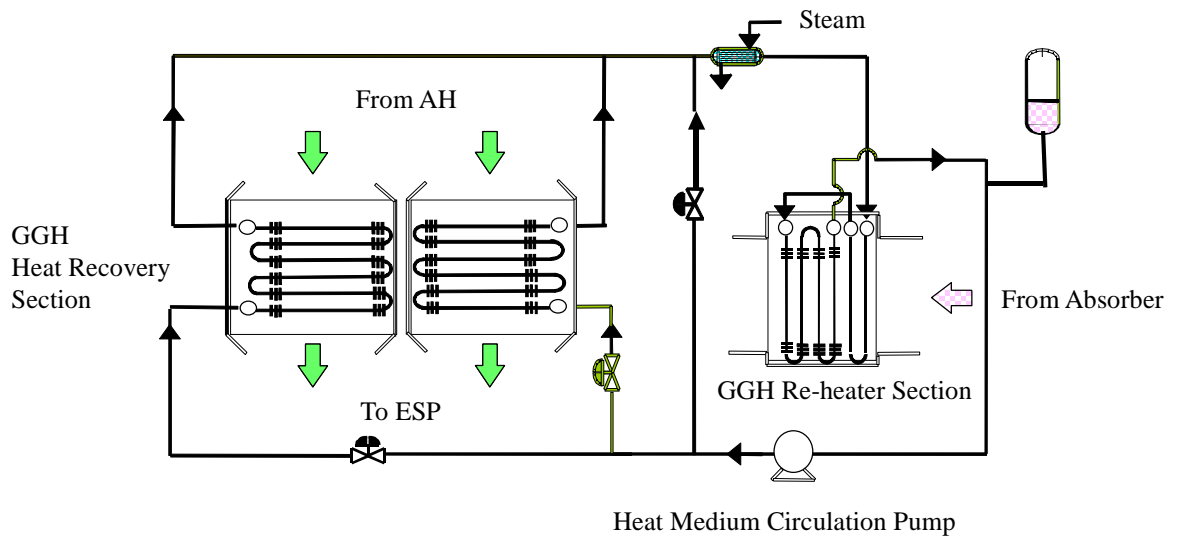 Steam
From AH
GGH
Heat Recovery
Section
From Absorber
GGH Re-heater Section
To ESP
Heat Medium Circulation Pump